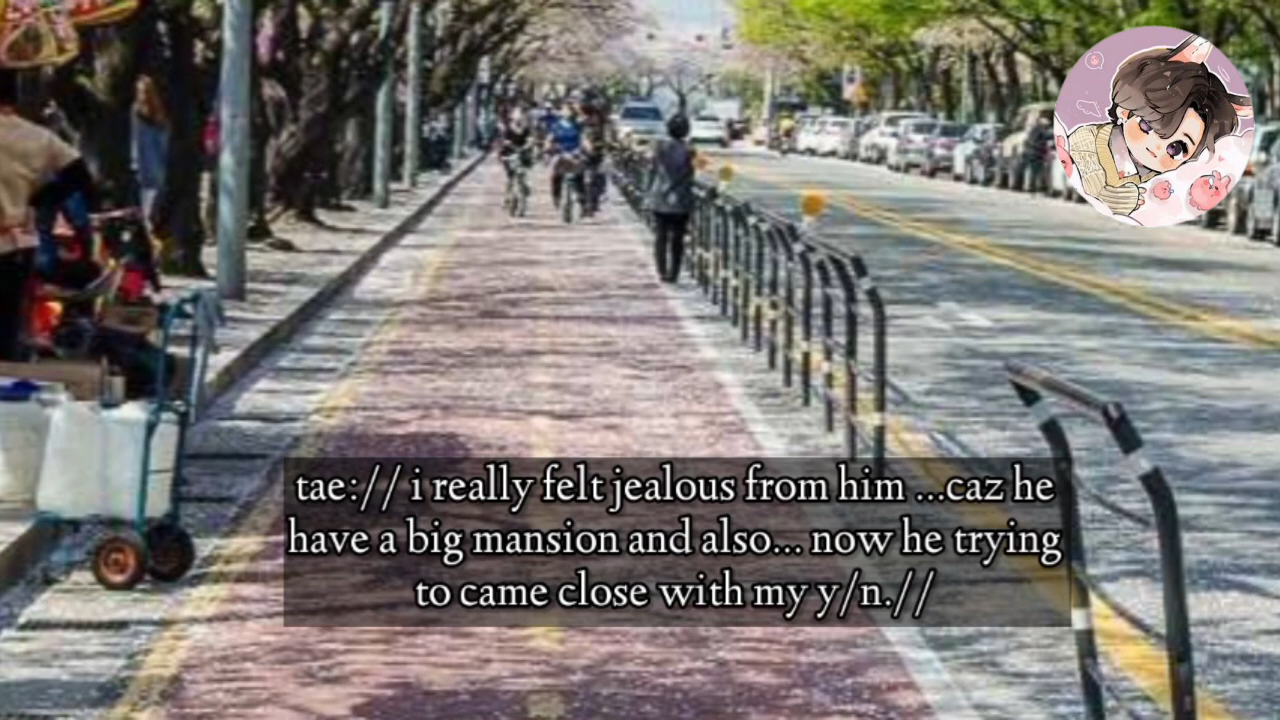 tae:// i really felt jealous from him ...caz he
have a big mansion and also... now he trying
to came close with my y/n.//